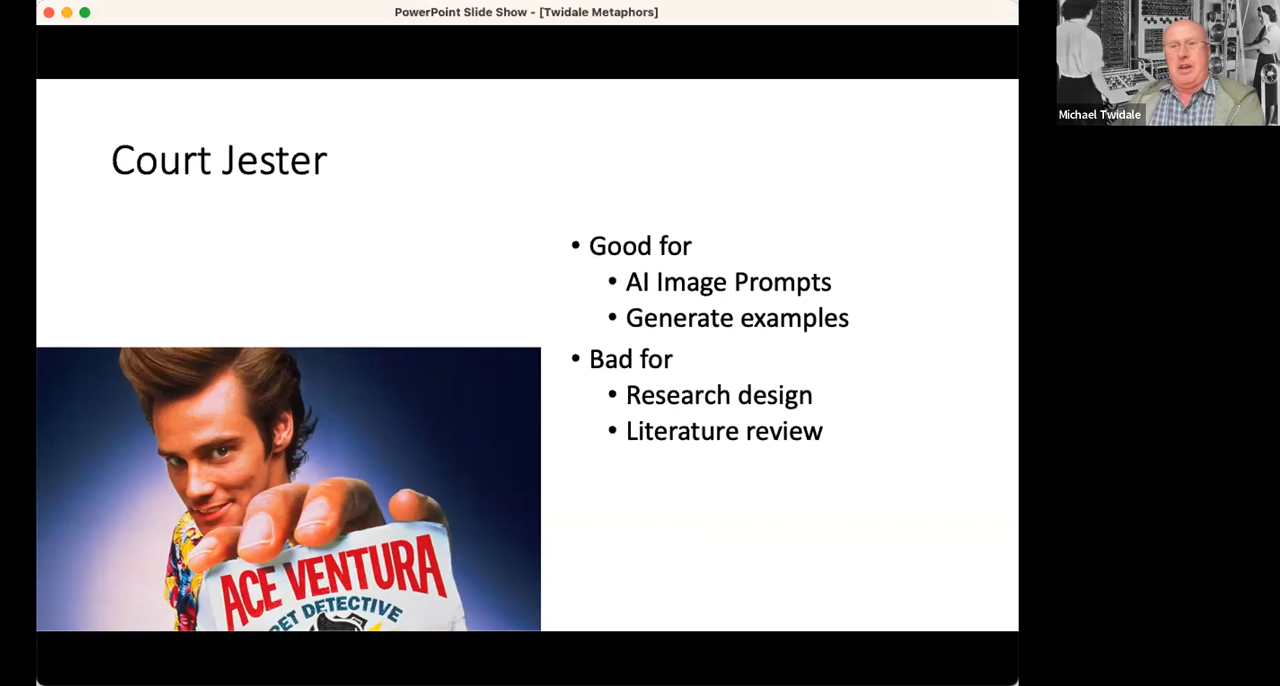 PowerPoint Slide Show - [Twidale Metaphors]
Michael Twidale
Court Jester
• Good for
• AI Image Prompts
• Generate examples
• Bad for
• Research design
• Literature review
ACE VENTURA
PET DETECTIVE